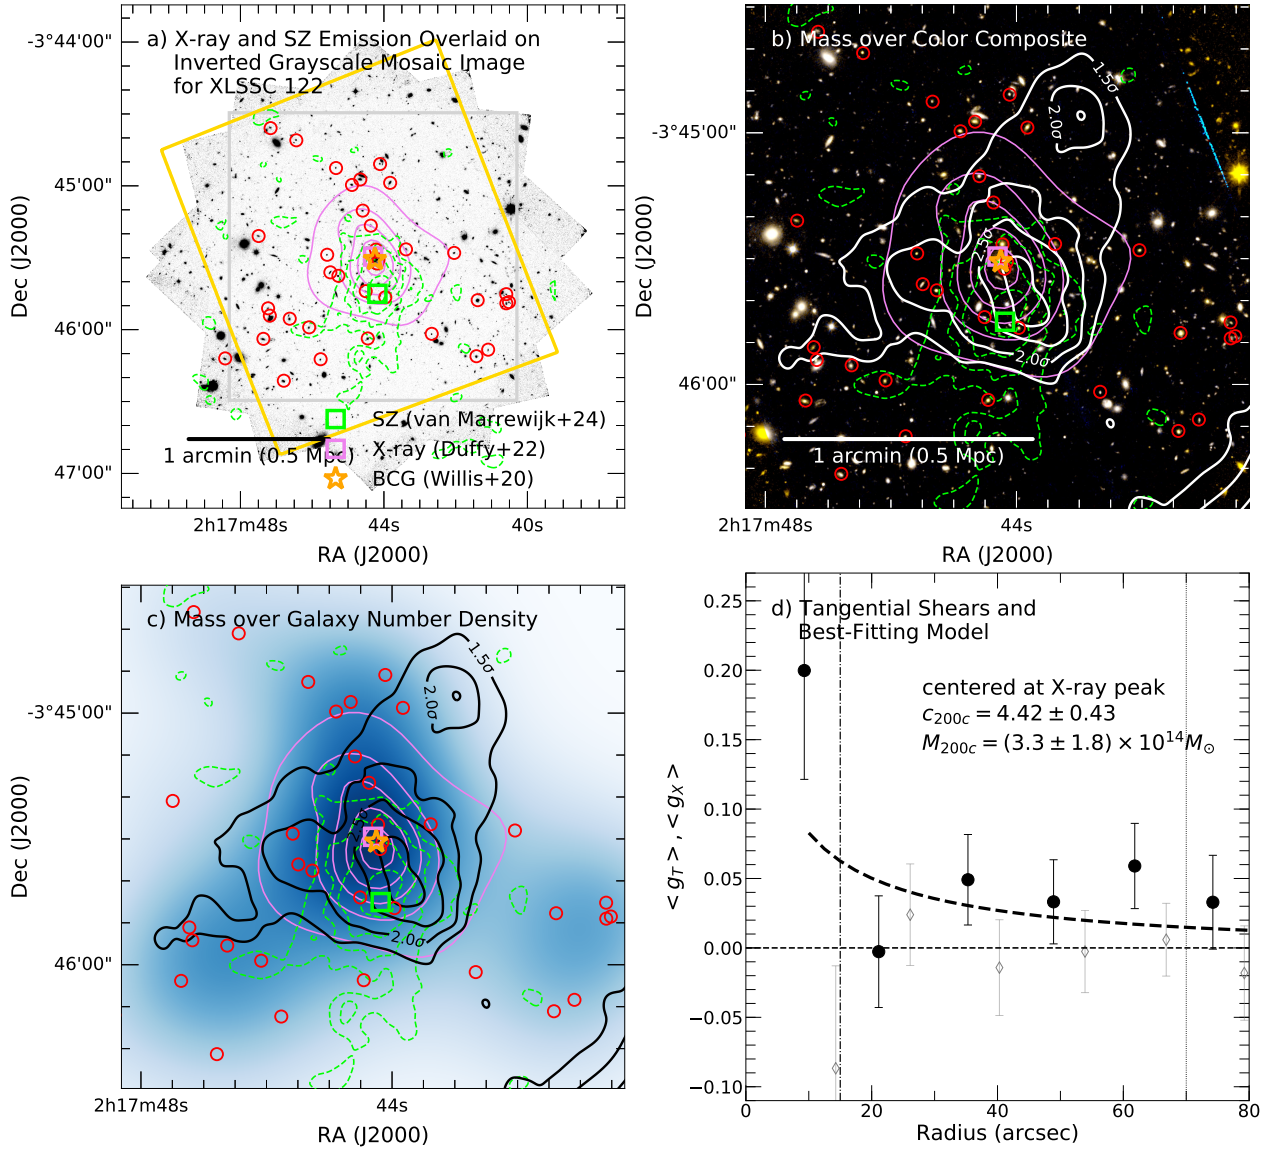 a) X-ray and SZ Emission Overlaid on
Inverted Grayscale Mosaic Image
for XLSSC 122
-3°44'00"
45'00"
46'00"
47'00"
Dec (J2000)
SZ (van Marrewijk+24)
X-ray (Duffy+22)
BCG (Willis+20)
1 arcmin (0.5 Mpc)
2h17m48s
44s
40s
RA (J2000)
b) Mass over Color Composite
-3°45'00"
46'00"
Dec (J2000)
1.5σ
2.0σ
2.5σ
2.0σ
1 arcmin (0.5 Mpc)
2h17m48s
44s
RA (J2000)
c) Mass over Galaxy Number Density
-3°45'00"
46'00"
Dec (J2000)
1.5σ
2.0σ
2.5σ
2.0σ
2h17m48s
44s
RA (J2000)
d) Tangential Shears and
Best-Fitting Model
centered at X-ray peak
c₂₀₀c = 4.42 ± 0.43
M₂₀₀c = (3.3 ± 1.8) × 10¹⁴M☉
< gT > , < gX >
0.25
0.20
0.15
0.10
0.05
0.00
−0.05
−0.10
0
20
40
60
80
Radius (arcsec)